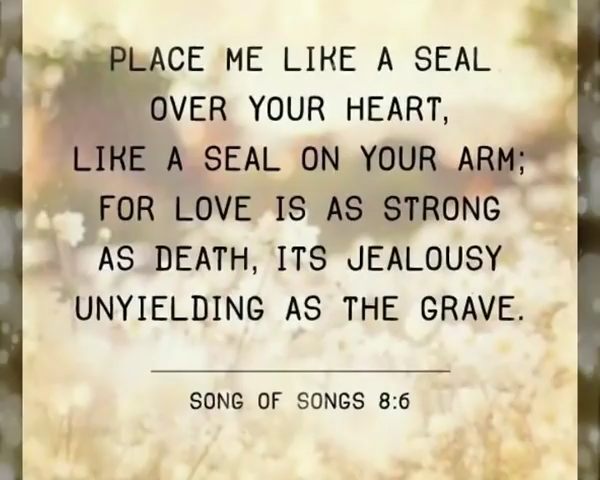 PLACE ME LIKE A SEAL
OVER YOUR HEART,
LIKE A SEAL ON YOUR ARM;
FOR LOVE IS AS STRONG
AS DEATH, ITS JEALOUSY
UNYIELDING AS THE GRAVE.
SONG OF SONGS 8:6